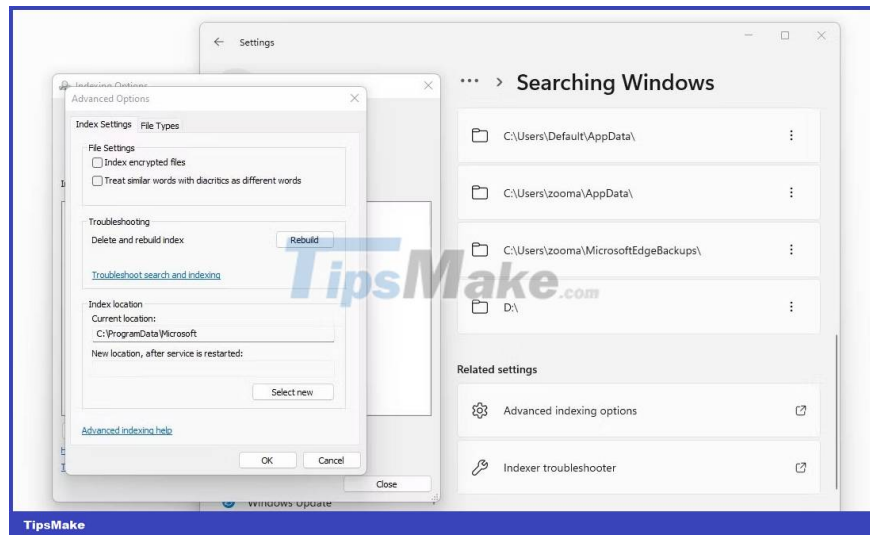 Settings
Indexing Options
Advanced Options
Index Settings
File Types
File Settings
Index encrypted files
Treat similar words with diacritics as different words
Troubleshooting
Delete and rebuild index
Rebuild
Troubleshoot search and indexing
Index location
Current location:
C:\ProgramData\Microsoft
New location, after service is restarted:
Select new
Advanced indexing help
OK
Cancel
Close
Windows Update
... > Searching Windows
C:\Users\Default\AppData\
C:\Users\zooma\AppData\
C:\Users\zooma\MicrosoftEdgeBackups\
D:\
Related settings
Advanced indexing options
Indexer troubleshooter
TipsMake.com
TipsMake